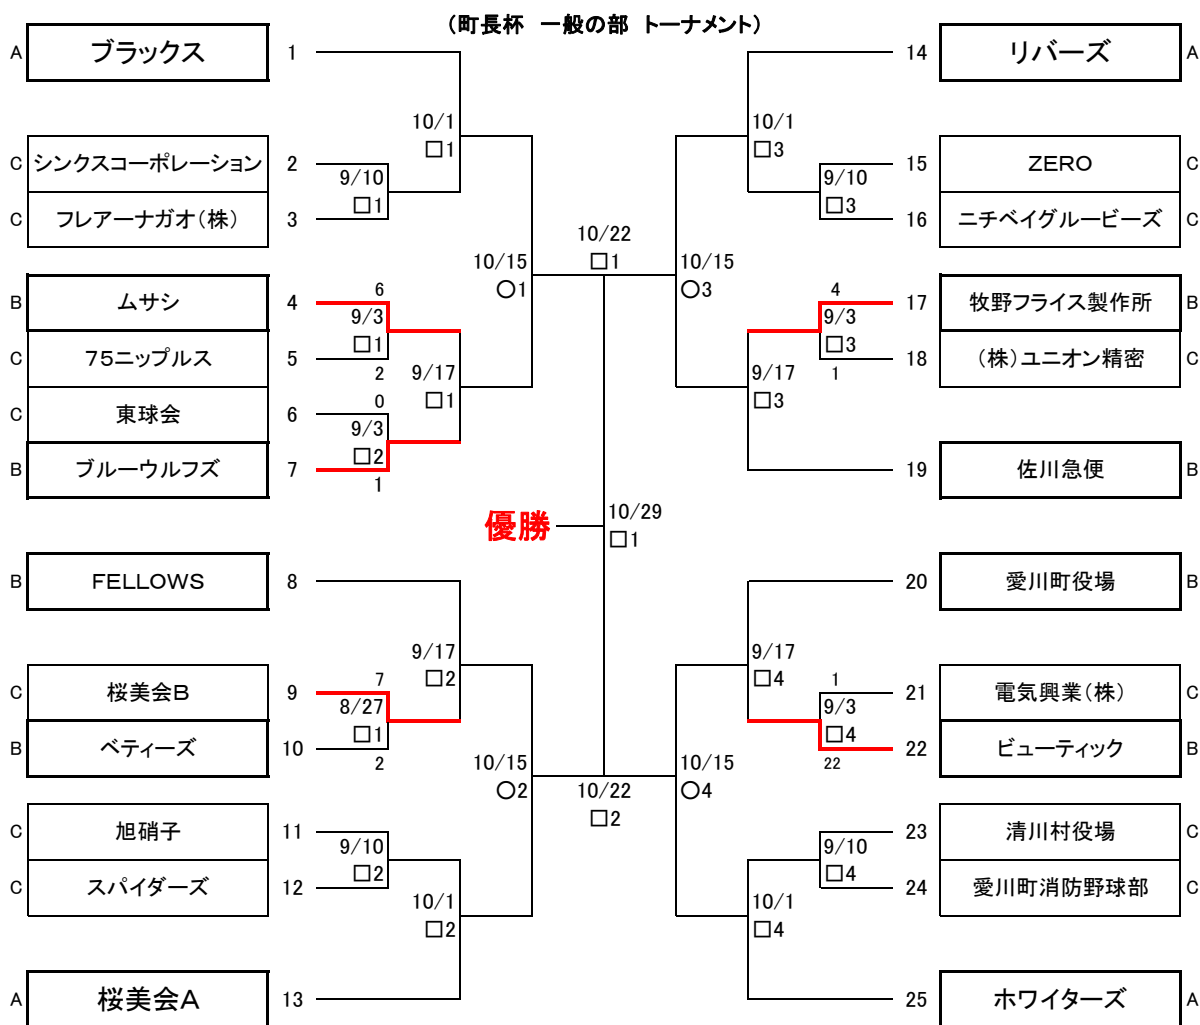 (町長杯 一般の部 トーナメント)
A ブラックス 1
10/1
□1
C シンクスコーポレーション 2
9/10
□1
C フレアーナガオ(株) 3
10/15
○1
B ムサシ 4
6
9/3
□1
C 75ニップルス 5
2
9/17
□1
C 東球会 6
0
9/3
□2
B ブルーウルフズ 7
1
B FELLOWS 8
9/17
□2
C 桜美会B 9
7
8/27
□1
B ベティーズ 10
2
10/15
○2
C 旭硝子 11
9/10
□2
C スパイダーズ 12
10/1
□2
A 桜美会A 13
10/22
□1
優勝
10/29
□1
10/22
□2
14 リバーズ A
10/1
□3
15 ZERO C
9/10
□3
16 ニチベイグルービーズ C
10/15
○3
4
17 牧野フライス製作所 B
9/3
□3
18 (株)ユニオン精密 C
1
9/17
□3
19 佐川急便 B
20 愛川町役場 B
9/17
□4
1
21 電気興業(株) C
9/3
□4
22 ビューティック B
22
10/15
○4
23 清川村役場 C
9/10
□4
24 愛川町消防野球部 C
10/1
□4
25 ホワイターズ A